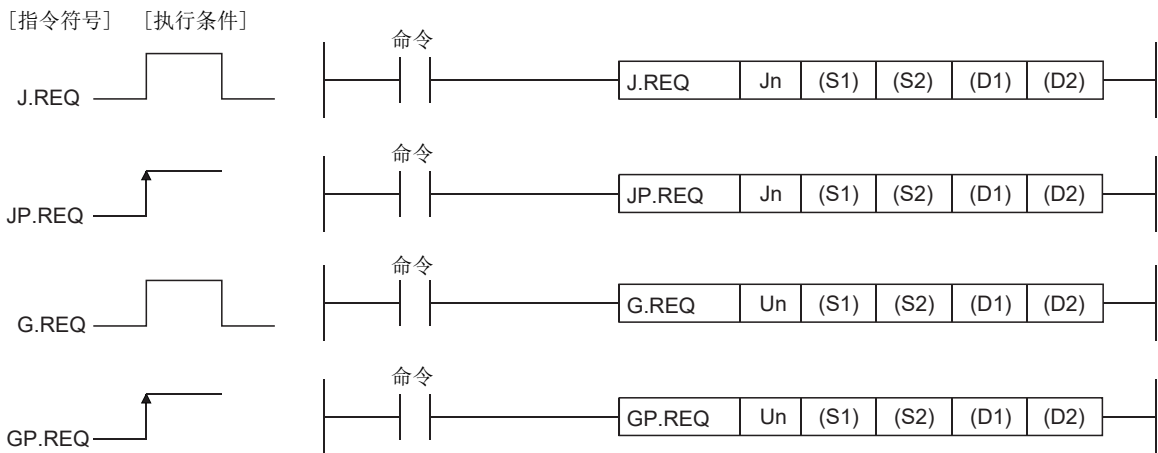 [指令符号] [执行条件]
命令
J.REQ J.REQ Jn (S1) (S2) (D1) (D2)
命令
JP.REQ JP.REQ Jn (S1) (S2) (D1) (D2)
命令
G.REQ G.REQ Un (S1) (S2) (D1) (D2)
命令
GP.REQ GP.REQ Un (S1) (S2) (D1) (D2)